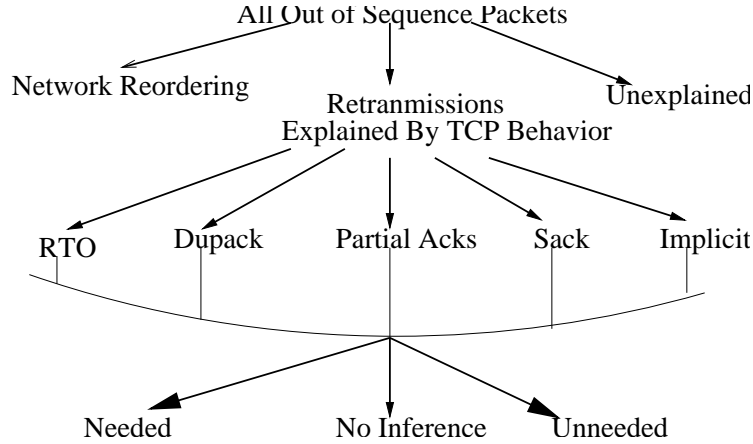 All Out of Sequence Packets
Network Reordering
Retranmissions
Explained By TCP Behavior
Unexplained
RTO
Dupack
Partial Acks
Sack
Implicit
Needed
No Inference
Unneeded